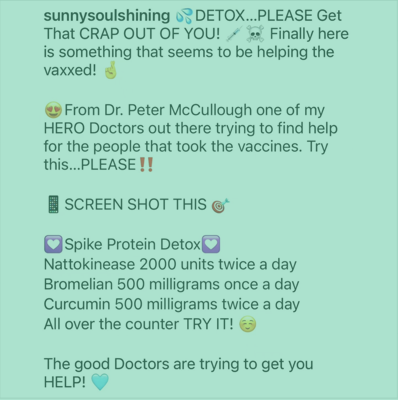 sunnysoulshining 💦DETOX...PLEASE Get
That CRAP OUT OF YOU! 💉☠️ Finally here
is something that seems to be helping the
vaxxed! ☝️
😍From Dr. Peter McCullough one of my
HERO Doctors out there trying to find help
for the people that took the vaccines. Try
this...PLEASE‼️
📱SCREEN SHOT THIS 🎯
💟Spike Protein Detox💟
Nattokinease 2000 units twice a day
Bromelian 500 milligrams once a day
Curcumin 500 milligrams twice a day
All over the counter TRY IT! ☺️
The good Doctors are trying to get you
HELP! 🩵